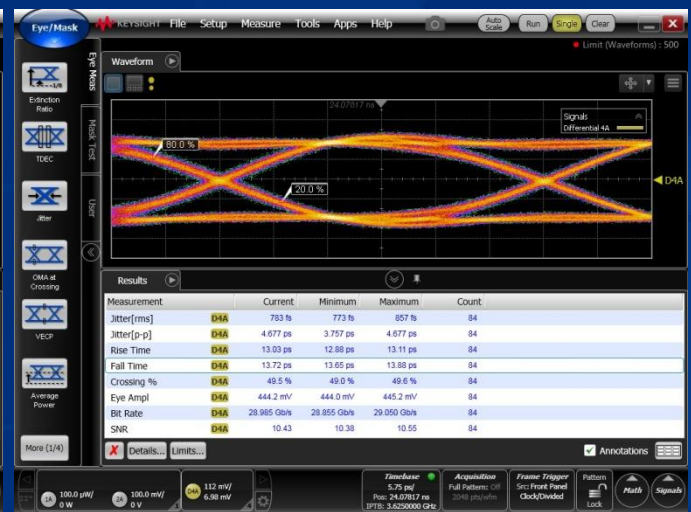 Eye/Mask
KEYSIGHT File Setup Measure Tools Apps Help Auto Scale Run Single Clear
Limit (Waveforms) : 500
Eye Meas
Mask Test
User
Extinction Ratio
TDEC
Jitter
OMA at Crossing
VECP
Average Power
More (1/4)
Waveform
24.07817 ns
Signals
Differential 4A
80.0 %
20.0 %
D4A
Results
Measurement Current Minimum Maximum Count
Jitter[rms] D4A 783 fs 773 fs 857 fs 84
Jitter[p-p] D4A 4.677 ps 3.757 ps 4.677 ps 84
Rise Time D4A 13.03 ps 12.88 ps 13.11 ps 84
Fall Time D4A 13.72 ps 13.65 ps 13.88 ps 84
Crossing % D4A 49.5 % 49.0 % 49.6 % 84
Eye Ampl D4A 444.2 mV 444.0 mV 445.2 mV 84
Bit Rate D4A 28.985 Gb/s 28.855 Gb/s 29.050 Gb/s 84
SNR D4A 10.43 10.38 10.55 84
Details... Limits... Annotations
1A 100.0 µW/
0 W
2A 100.0 mV/
0 V
D4A 112 mV/
6.98 mV
Timebase
5.75 ps/
Pos: 24.07817 ns
IPTB: 3.6250000 GHz
Acquisition
Full Pattern: Off
2048 pts/wfm
Frame Trigger
Src: Front Panel
Clock/Divided
Pattern
Lock
Math
Signals